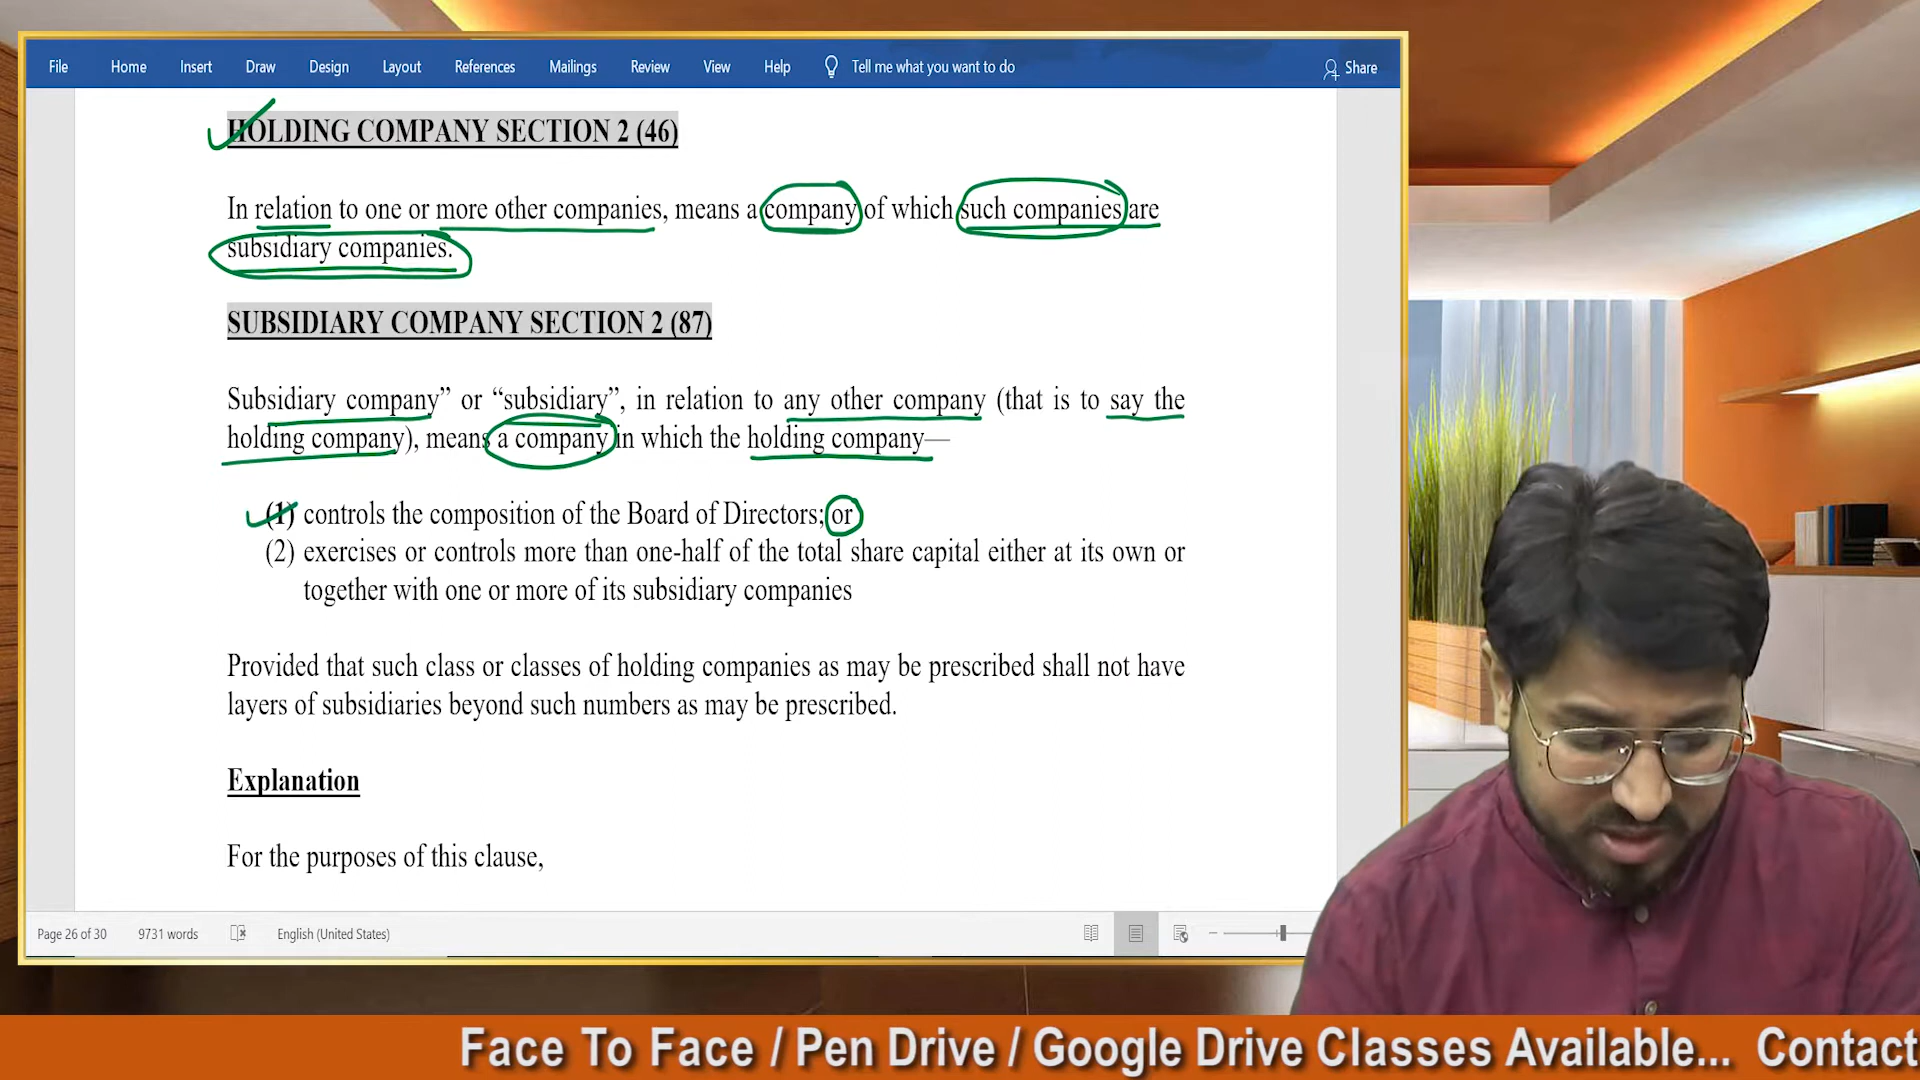 File Home Insert Draw Design Layout References Mailings Review View Help Tell me what you want to do Share
HOLDING COMPANY SECTION 2 (46)
In relation to one or more other companies, means a company of which such companies are
subsidiary companies.
SUBSIDIARY COMPANY SECTION 2 (87)
Subsidiary company” or “subsidiary”, in relation to any other company (that is to say the
holding company), means a company in which the holding company—
(1) controls the composition of the Board of Directors; or
(2) exercises or controls more than one-half of the total share capital either at its own or
together with one or more of its subsidiary companies
Provided that such class or classes of holding companies as may be prescribed shall not have
layers of subsidiaries beyond such numbers as may be prescribed.
Explanation
For the purposes of this clause,
Page 26 of 30 9731 words English (United States)
Face To Face / Pen Drive / Google Drive Classes Available... Contact